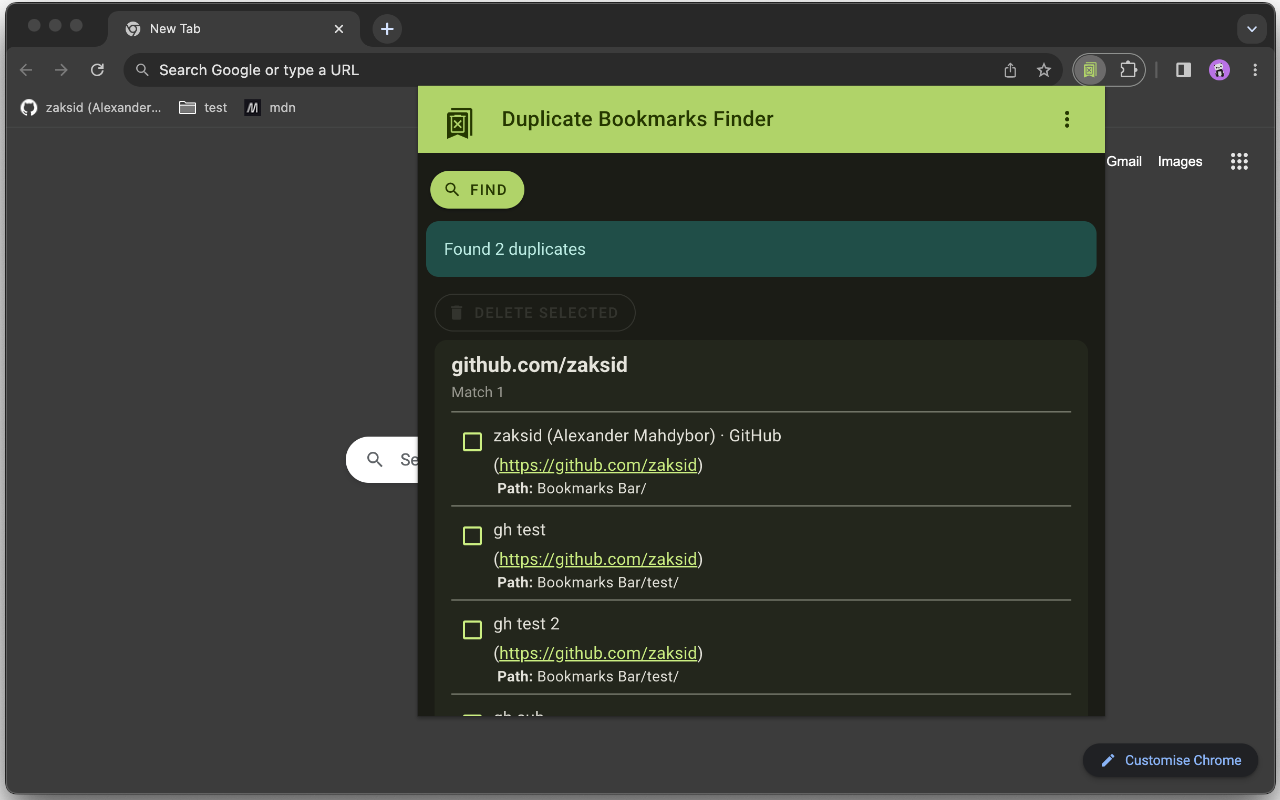 New Tab
Search Google or type a URL
zaksid (Alexander...
test
mdn
Duplicate Bookmarks Finder
Gmail
Images
FIND
Found 2 duplicates
DELETE SELECTED
github.com/zaksid
Match 1
zaksid (Alexander Mahdybor) · GitHub
(https://github.com/zaksid)
Path: Bookmarks Bar/
Se
gh test
(https://github.com/zaksid)
Path: Bookmarks Bar/test/
gh test 2
(https://github.com/zaksid)
Path: Bookmarks Bar/test/
Customise Chrome